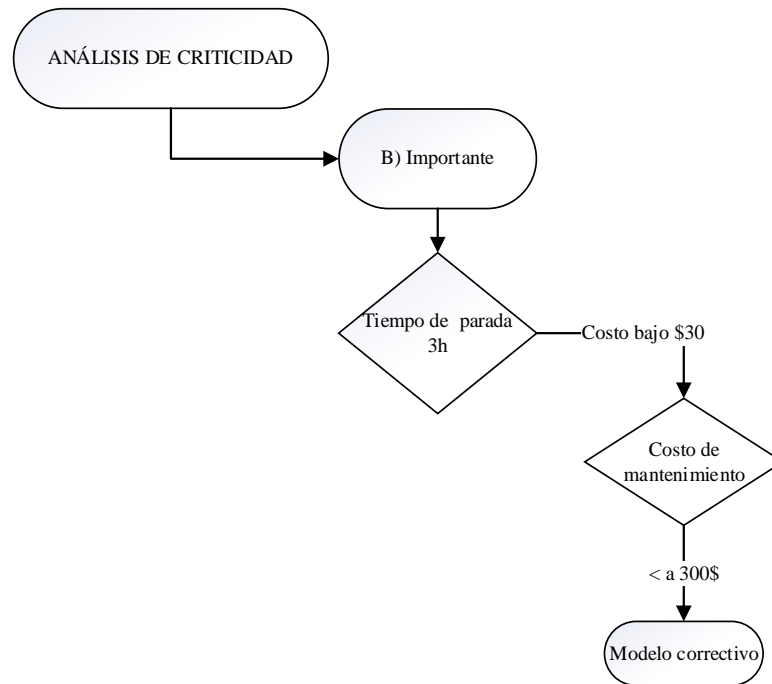 ANÁLISIS DE CRITICIDAD
B) Importante
Tiempo de parada
3h
Costo bajo $30
Costo de
mantenimiento
< a 300$
Modelo correctivo